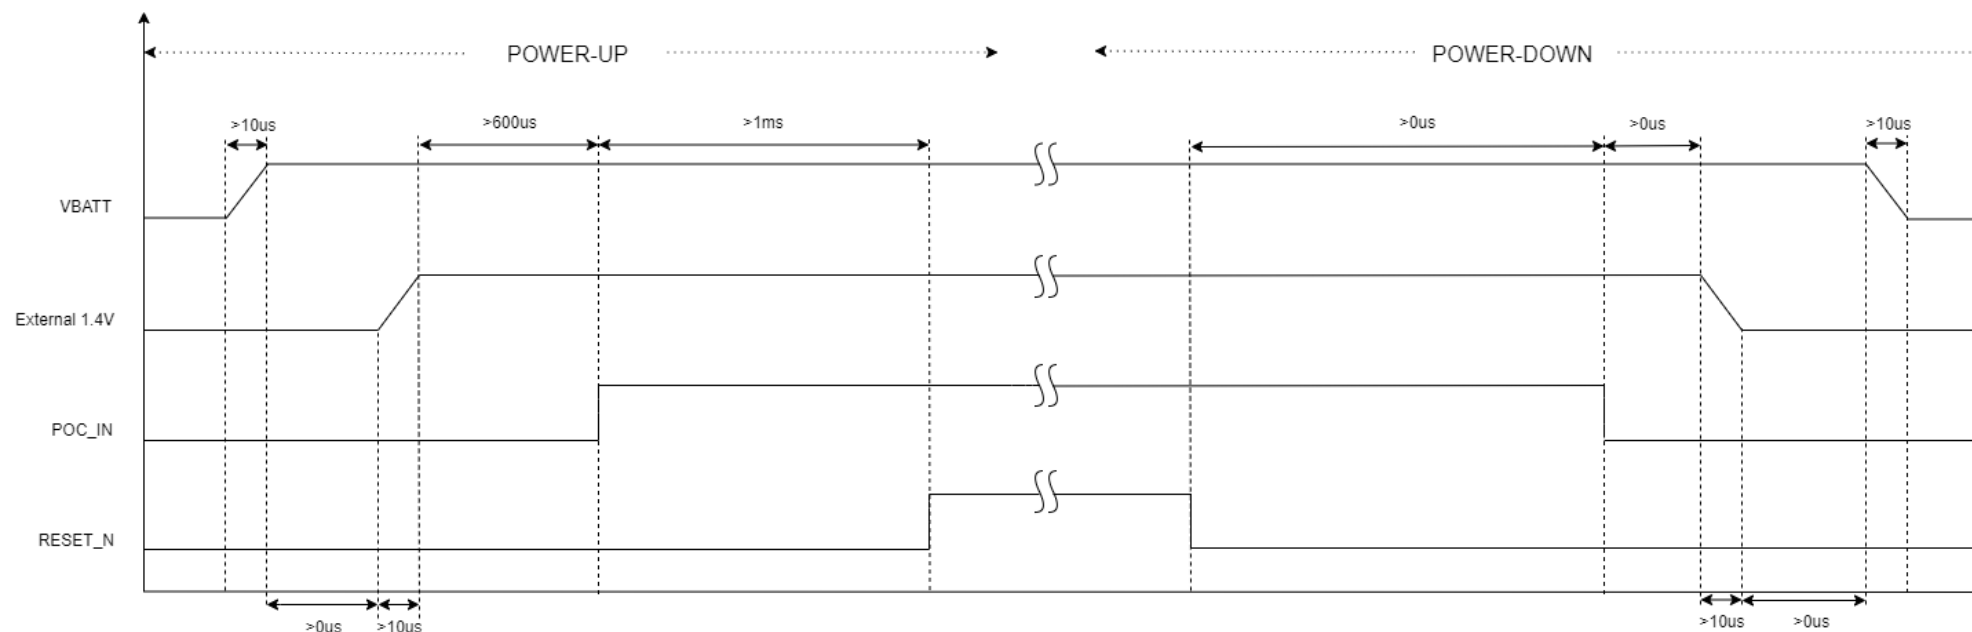 POWER-UP
POWER-DOWN
>10us
>600us
>1ms
>0us
>0us
>10us
VBATT
External 1.4V
POC_IN
RESET_N
>0us
>10us
>10us
>0us